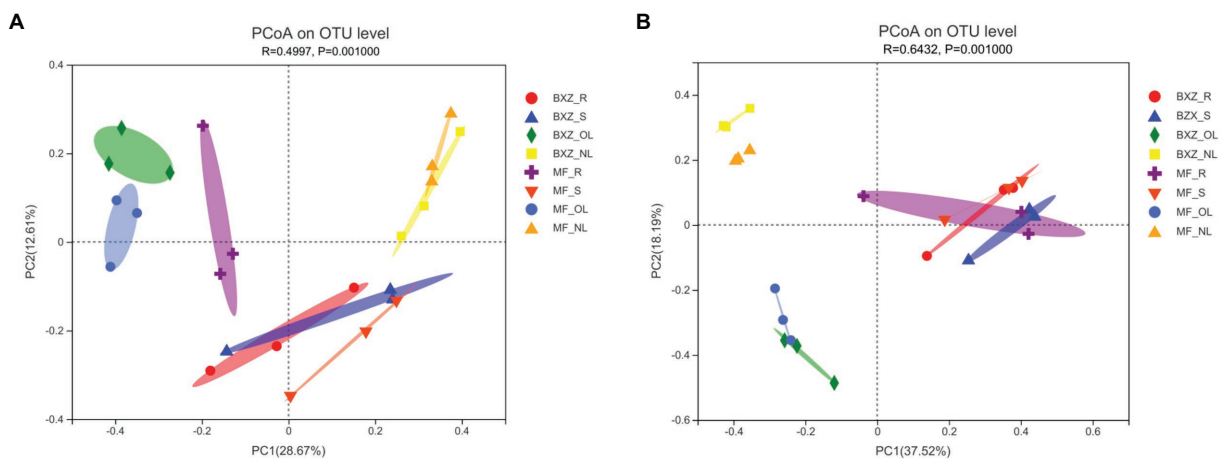 A
PCoA on OTU level
R=0.4997, P=0.001000
PC2(12.61%)
0.4
0.2
0
-0.2
-0.4
-0.4
-0.2
0
0.2
0.4
PC1(28.67%)
BXZ_R
BXZ_S
BXZ_OL
BXZ_NL
MF_R
MF_S
MF_OL
MF_NL
B
PCoA on OTU level
R=0.6432, P=0.001000
PC2(18.19%)
0.4
0.2
0
-0.2
-0.4
-0.6
-0.4
-0.2
0
0.2
0.4
0.6
PC1(37.52%)
BXZ_R
BZX_S
BXZ_OL
BXZ_NL
MF_R
MF_S
MF_OL
MF_NL